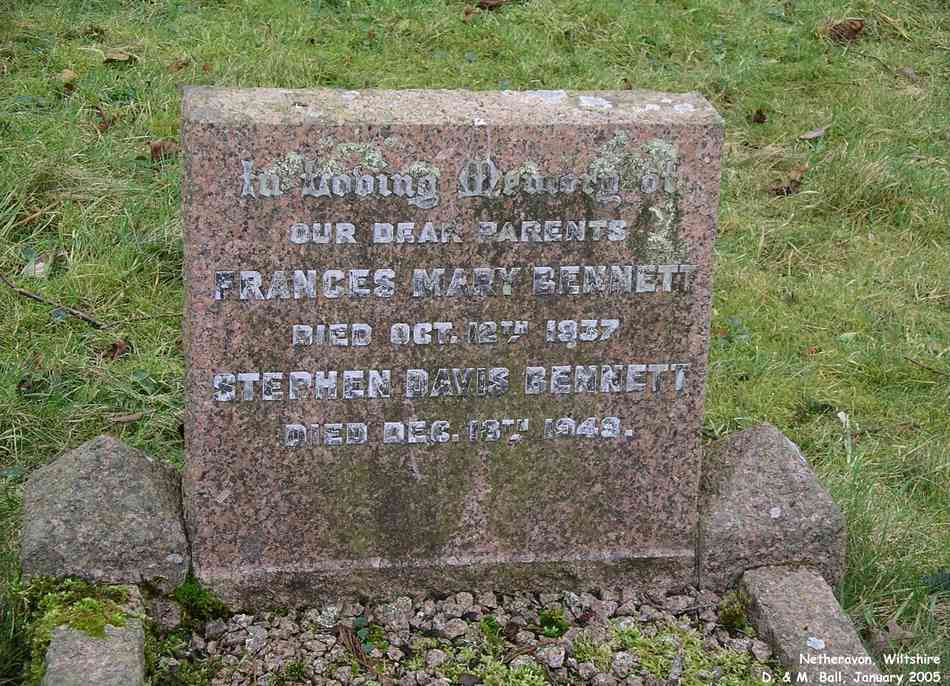 In Loving Memory of
OUR DEAR PARENTS
FRANCES MARY BENNETT
DIED OCT. 12TH 1937
STEPHEN DAVIS BENNETT
DIED DEC. 13TH 1943.
Netheravon, Wiltshire
D. & M. Ball, January 2005